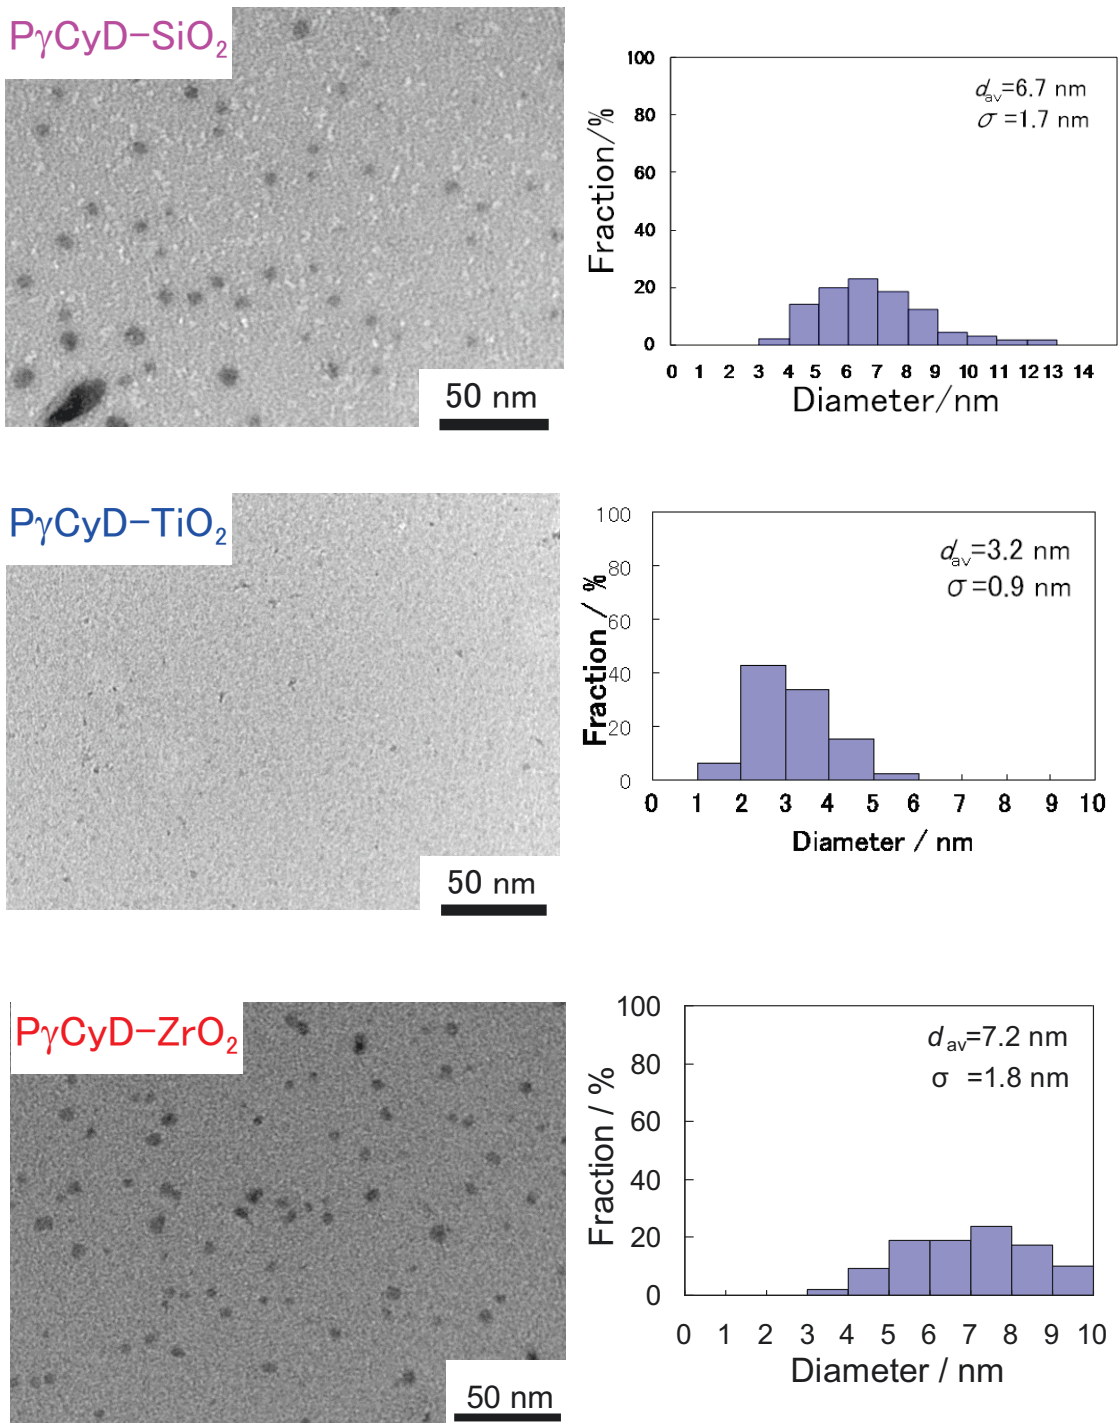 PγCyD-SiO₂
50 nm
Fraction/%
100
80
60
40
20
0
d_av=6.7 nm
σ=1.7 nm
0 1 2 3 4 5 6 7 8 9 10 11 12 13 14
Diameter/nm
PγCyD-TiO₂
50 nm
Fraction / %
100
80
60
40
20
0
d_av=3.2 nm
σ=0.9 nm
0 1 2 3 4 5 6 7 8 9 10
Diameter / nm
PγCyD-ZrO₂
50 nm
Fraction / %
100
80
60
40
20
0
d_av=7.2 nm
σ =1.8 nm
0 1 2 3 4 5 6 7 8 9 10
Diameter / nm